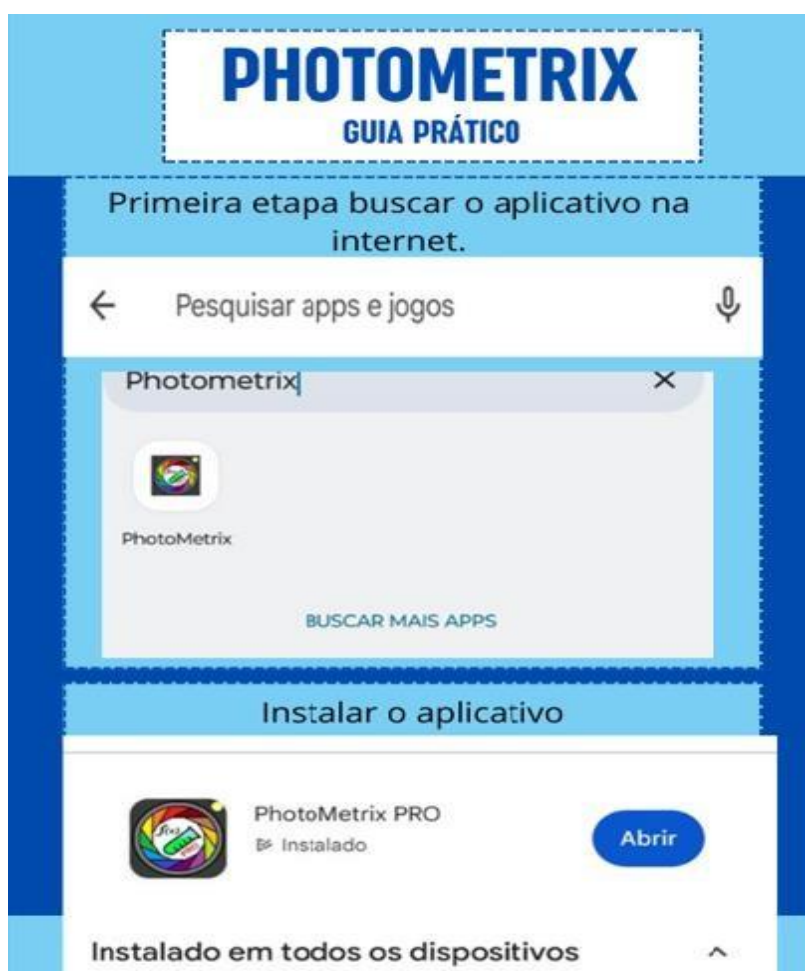 PHOTOMETRIX
GUIA PRÁTICO
Primeira etapa buscar o aplicativo na
internet.
Pesquisar apps e jogos
Photometrix
PhotoMetrix
BUSCAR MAIS APPS
Instalar o aplicativo
PhotoMetrix PRO
Instalado
Abrir
Instalado em todos os dispositivos